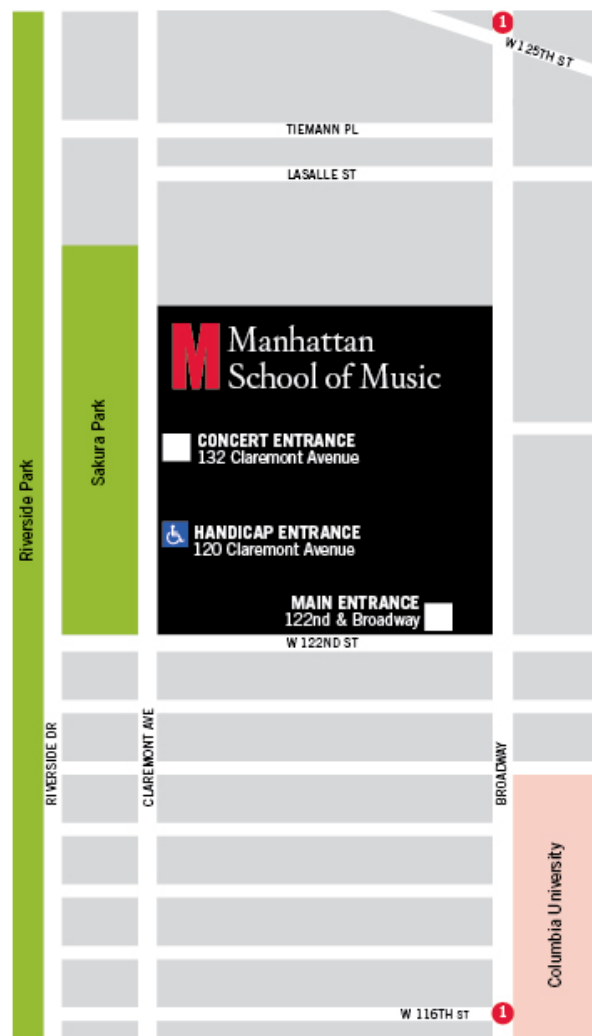 1
W 125TH ST
TIEMANN PL
LASALLE ST
M Manhattan
School of Music
CONCERT ENTRANCE
132 Claremont Avenue
Sakura Park
Riverside Park
HANDICAP ENTRANCE
120 Claremont Avenue
MAIN ENTRANCE
122nd & Broadway
W 122ND ST
RIVERSIDE DR
CLAREMONT AVE
BROADWAY
Columbia University
W 116TH ST
1